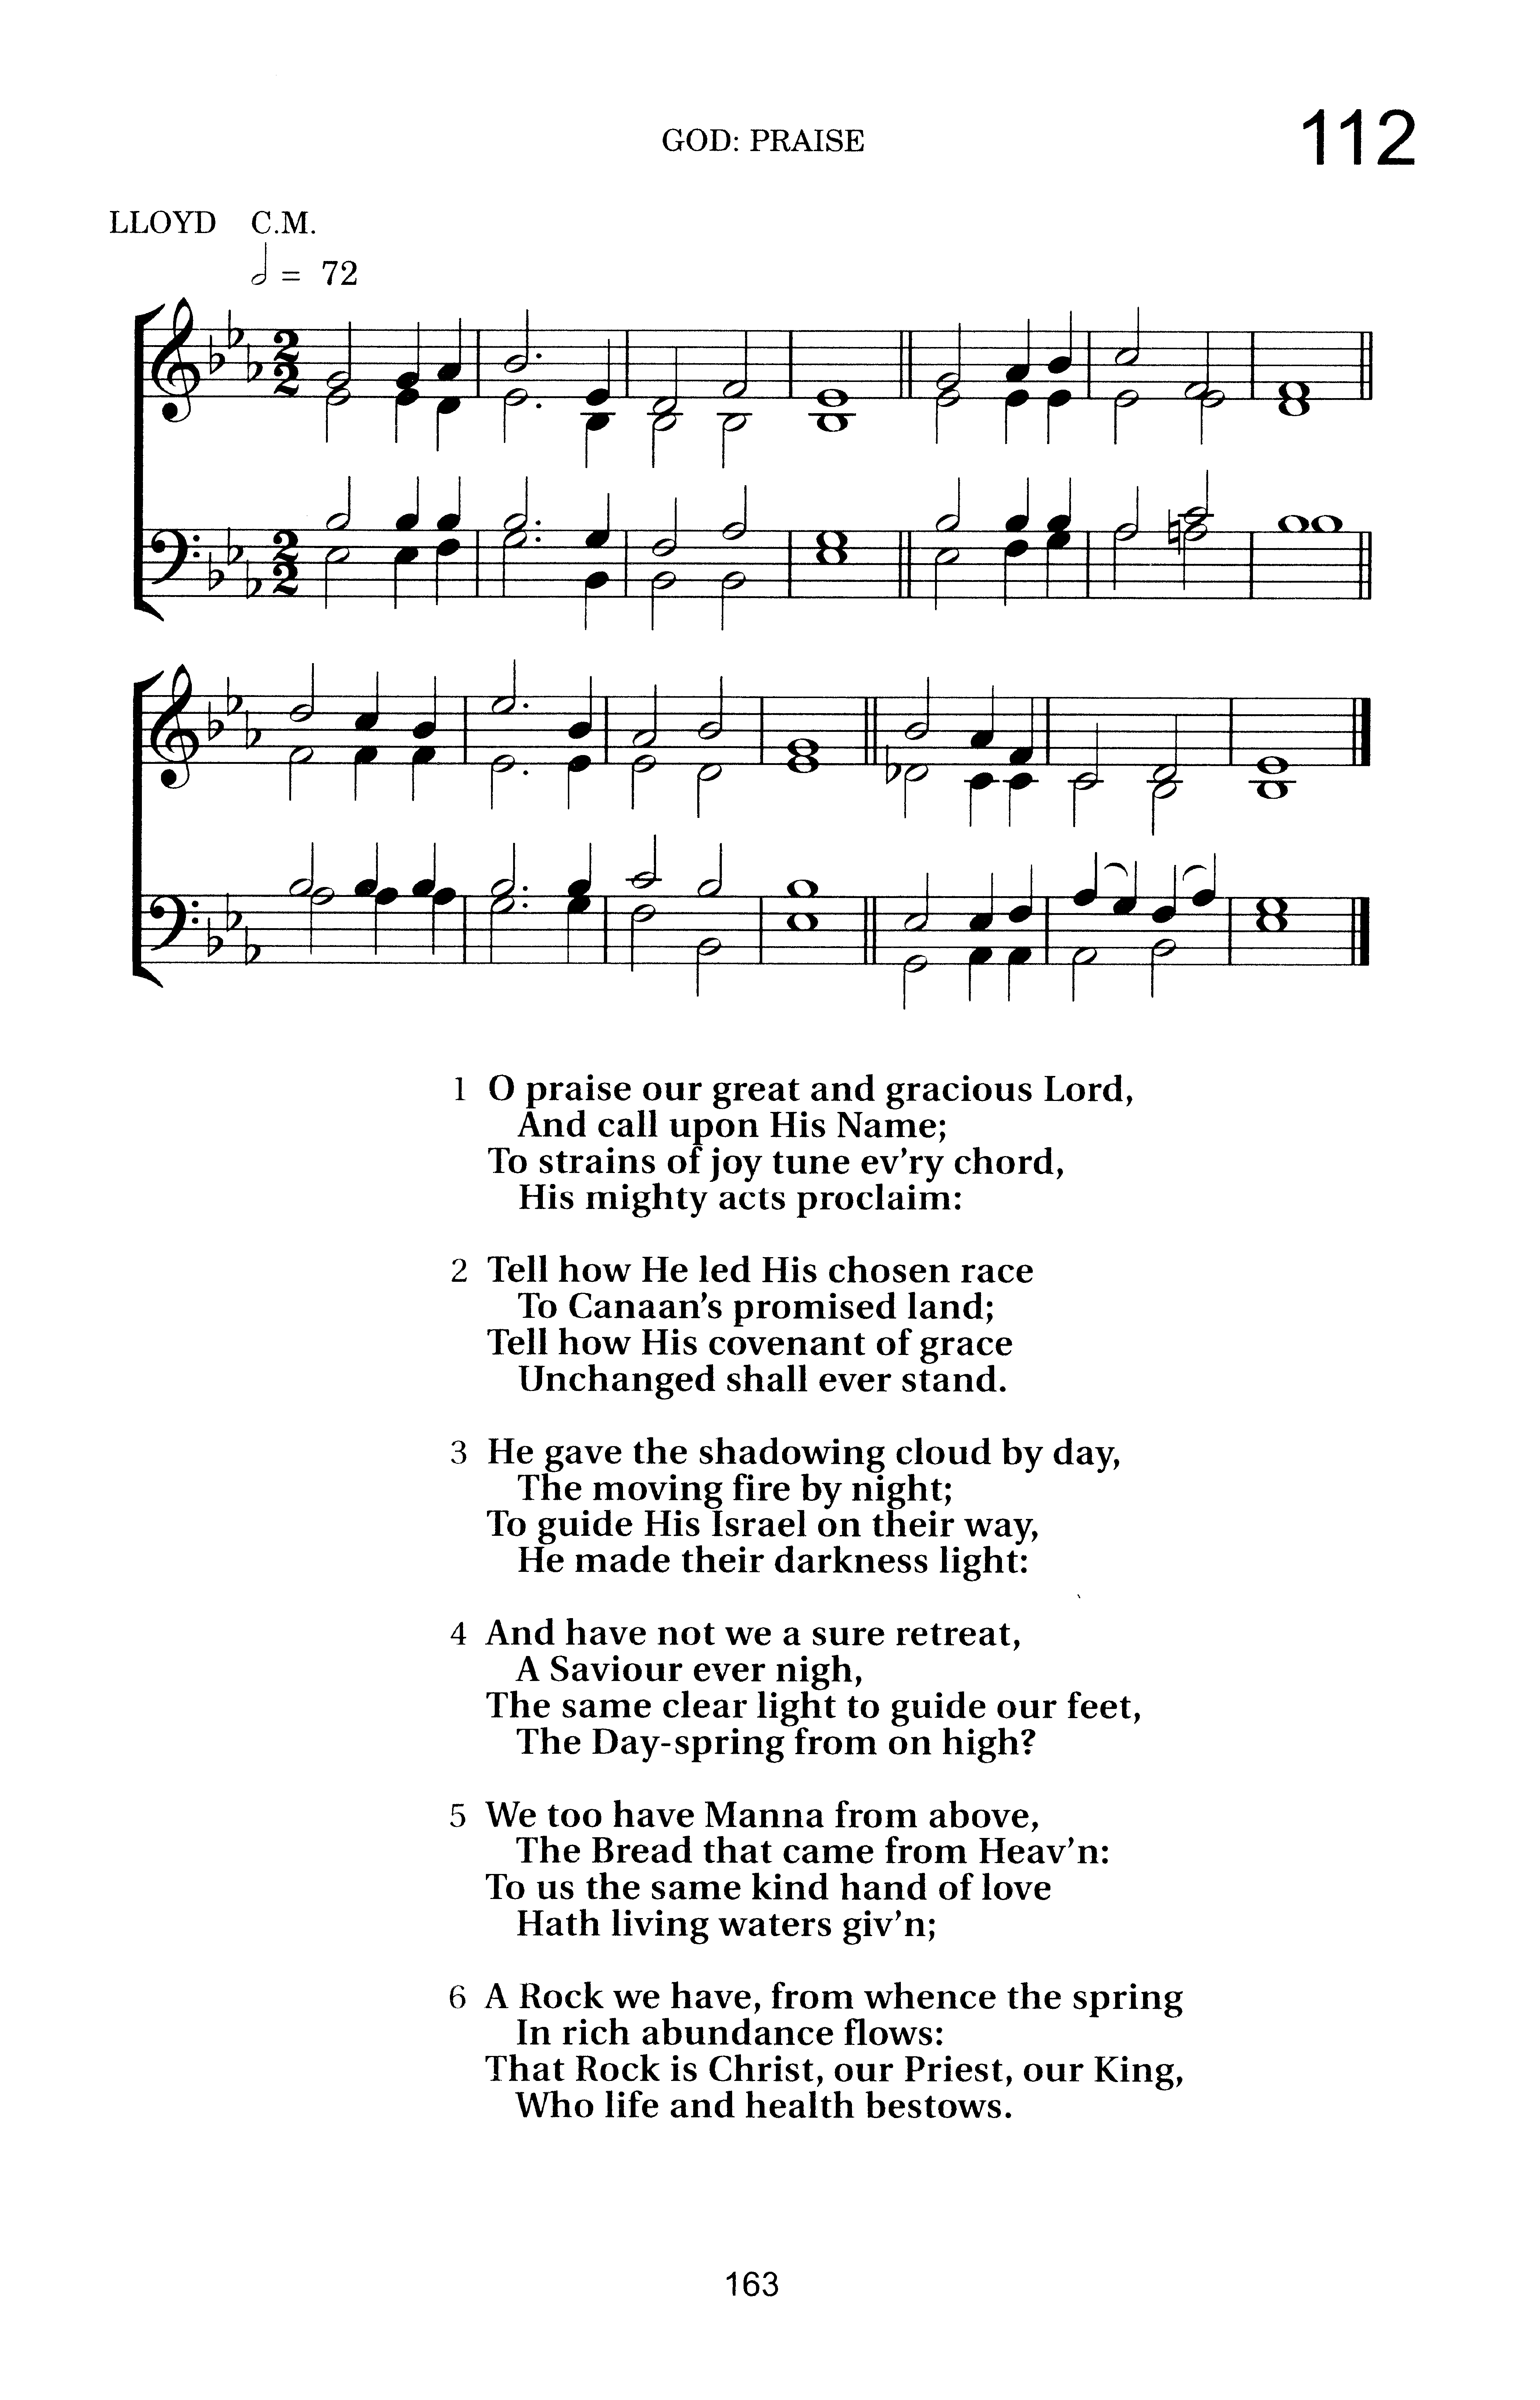 GOD: PRAISE
112
LLOYD C.M.
𝅗𝅥 = 72
1 O praise our great and gracious Lord,
And call upon His Name;
To strains of joy tune ev’ry chord,
His mighty acts proclaim:
2 Tell how He led His chosen race
To Canaan’s promised land;
Tell how His covenant of grace
Unchanged shall ever stand.
3 He gave the shadowing cloud by day,
The moving fire by night;
To guide His Israel on their way,
He made their darkness light:
4 And have not we a sure retreat,
A Saviour ever nigh,
The same clear light to guide our feet,
The Day-spring from on high?
5 We too have Manna from above,
The Bread that came from Heav’n:
To us the same kind hand of love
Hath living waters giv’n;
6 A Rock we have, from whence the spring
In rich abundance flows:
That Rock is Christ, our Priest, our King,
Who life and health bestows.
163